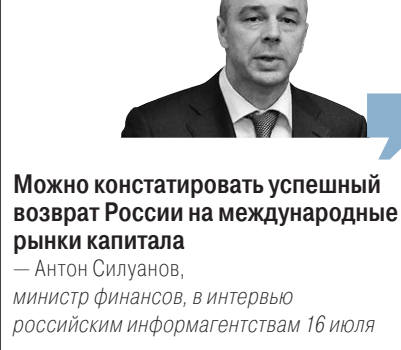 Можно констатировать успешный
возврат России на международные
рынки капитала
— Антон Силуанов,
министр финансов, в интервью
российским информагентствам 16 июля